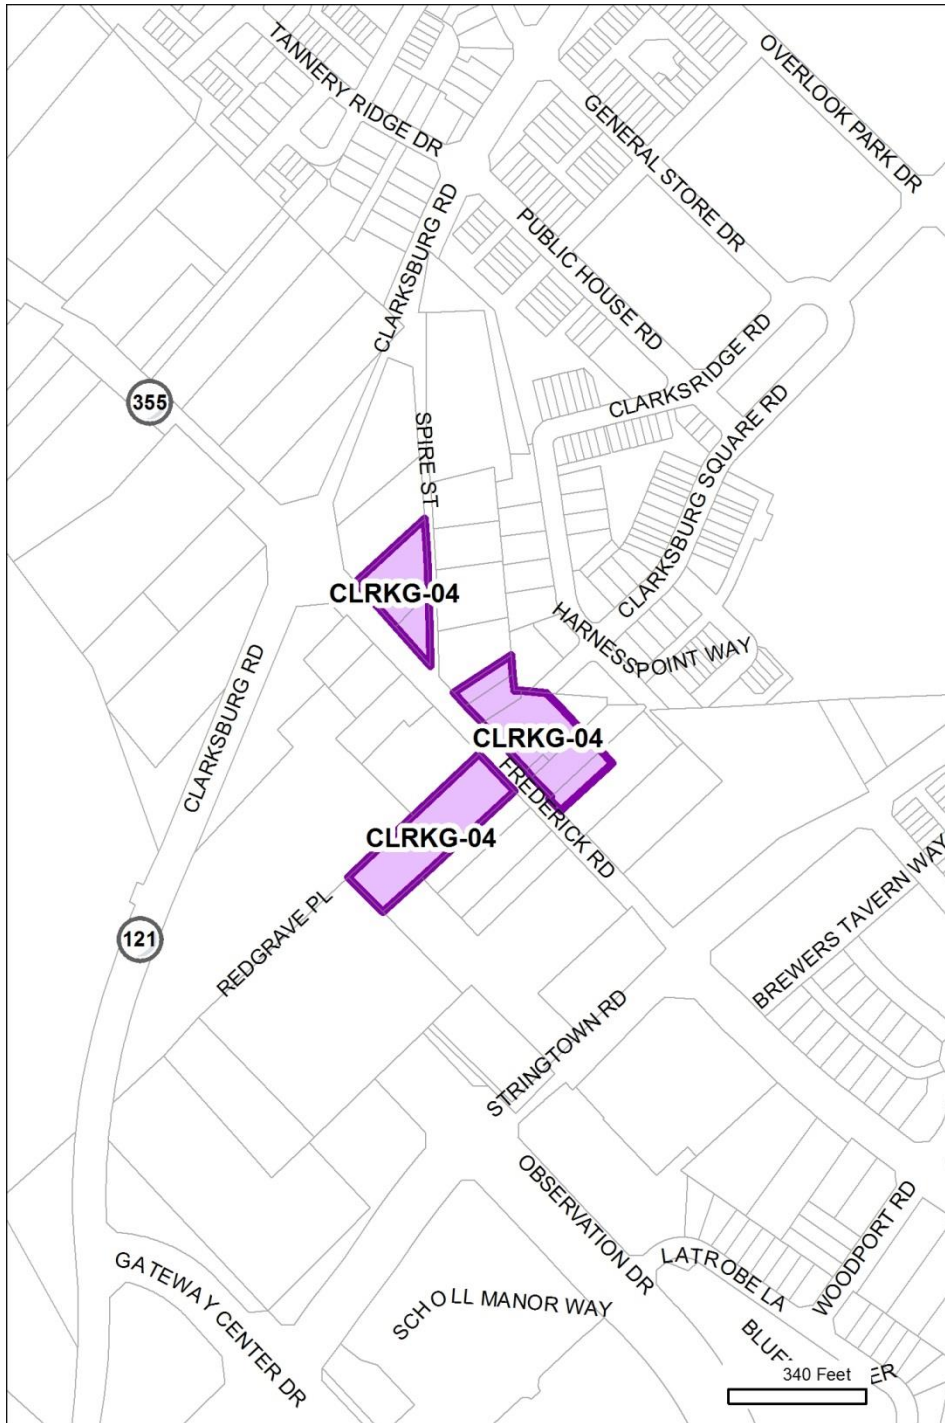 TANNERY RIDGE DR
OVERLOOK PARK DR
GENERAL STORE DR
CLARKSBURG RD
PUBLIC HOUSE RD
CLARKSRIDGE RD
355
SPIRE ST
CLARKSBURG SQUARE RD
CLRKG-04
HARNESS
POINT WAY
CLARKSBURG RD
CLRKG-04
FREDERICK RD
CLRKG-04
BREWERS TAVERN WAY
REDGRAVE PL
121
STRINGTOWN RD
OBSERVATION DR
WOODPORT RD
LATROBE LA
GATEWAY CENTER DR
SCHOLL MANOR WAY
340 Feet